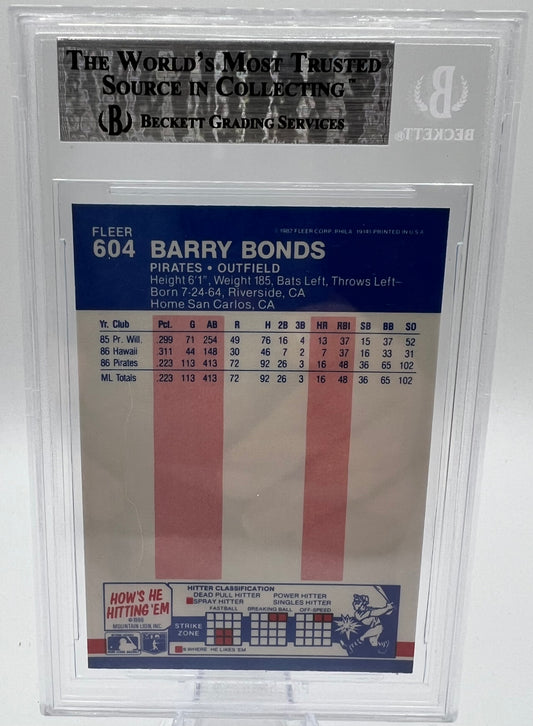 THE WORLD'S MOST TRUSTED
SOURCE IN COLLECTING™
B BECKETT GRADING SERVICES
B
BECKETT®
FLEER
604 BARRY BONDS
© 1987 FLEER CORP. PHILA 19141 PRINTED IN U.S.A.
PIRATES • OUTFIELD
Height 6'1", Weight 185, Bats Left, Throws Left–
Born 7-24-64, Riverside, CA
Home San Carlos, CA
Yr. Club Pct. G AB R H 2B 3B HR RBI SB BB SO
85 Pr. Will. .299 71 254 49 76 16 4 13 37 15 37 52
86 Hawaii .311 44 148 30 46 7 2 7 37 16 33 31
86 Pirates .223 113 413 72 92 26 3 16 48 36 65 102
ML Totals .223 113 413 72 92 26 3 16 48 36 65 102
HOW'S HE
HITTING 'EM
©1986
MOUNTAIN LION, INC.
HITTER CLASSIFICATION
DEAD PULL HITTER POWER HITTER
SPRAY HITTER SINGLES HITTER
FASTBALL BREAKING BALL OFF-SPEED
STRIKE
ZONE
IS WHERE HE LIKES 'EM